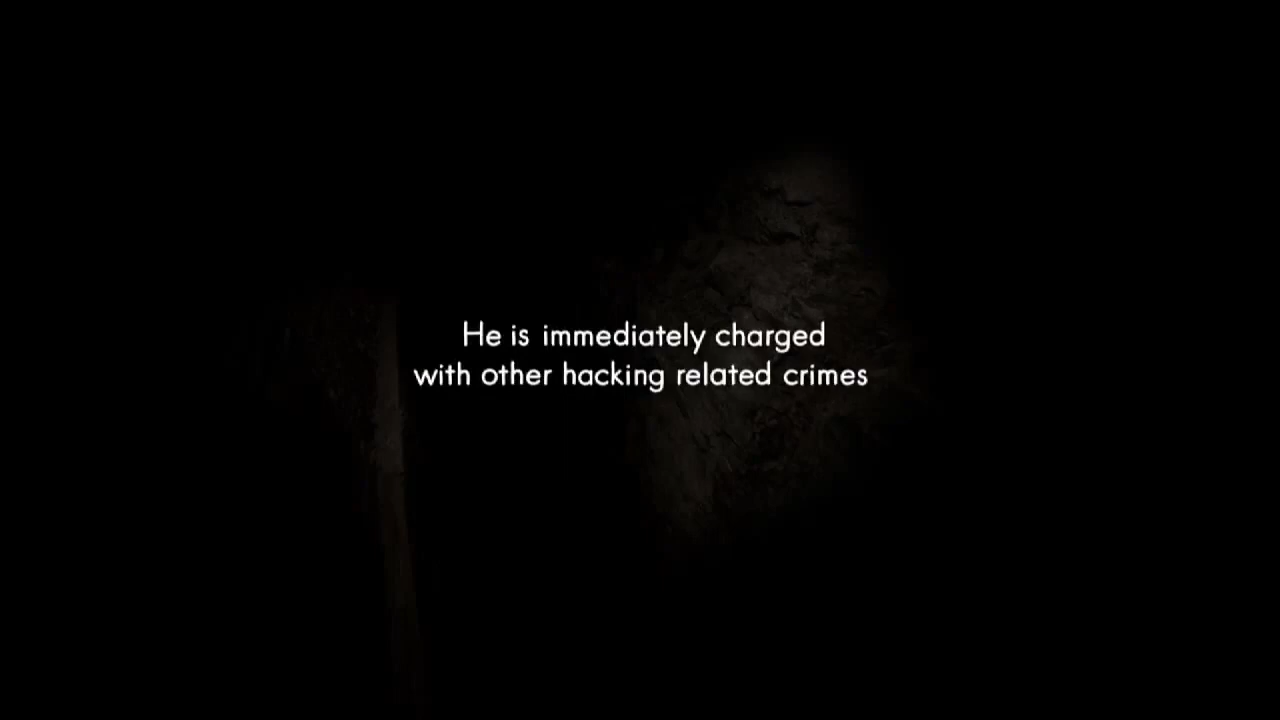 He is immediately charged
with other hacking related crimes